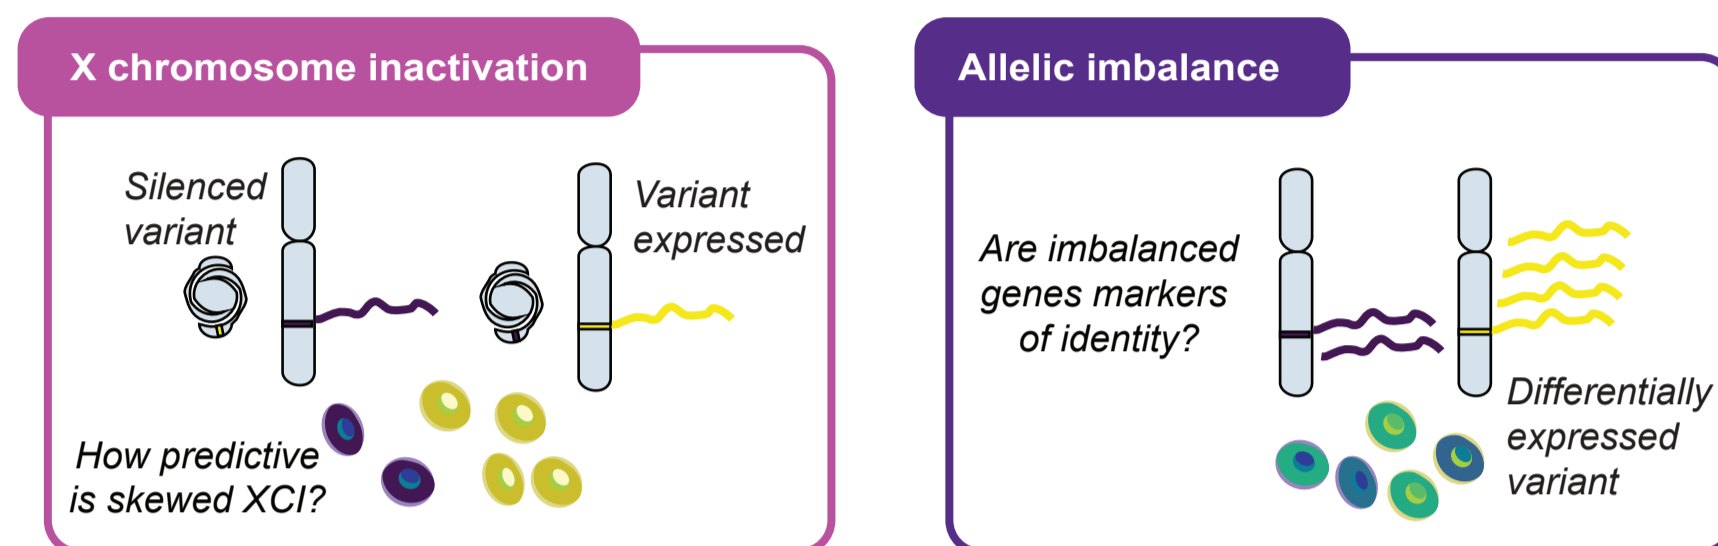 X chromosome inactivation
Silenced
variant
Variant
expressed
How predictive
is skewed XCI?
Allelic imbalance
Are imbalanced
genes markers
of identity?
Differentially
expressed
variant